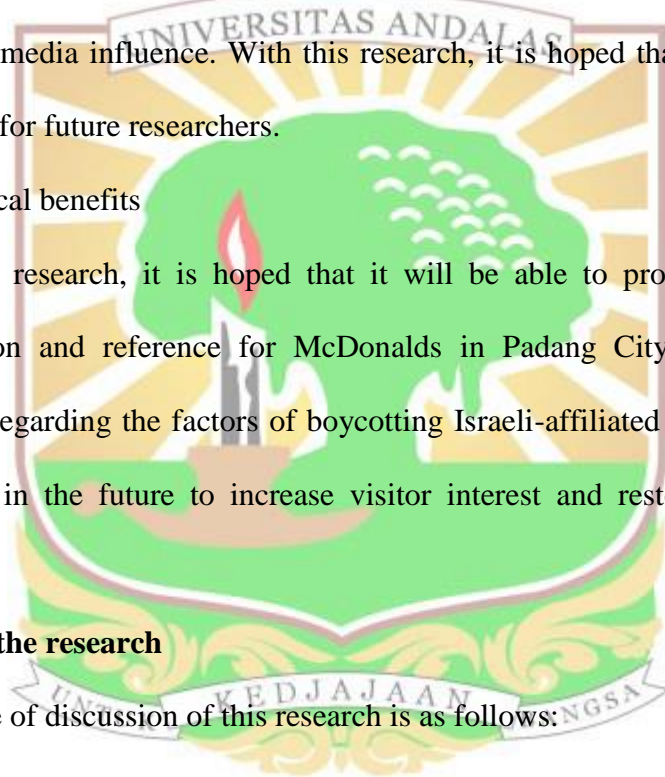 UNIVERSITAS ANDALAS
media influence. With this research, it is hoped tha
for future researchers.
cal benefits
research, it is hoped that it will be able to pro
on and reference for McDonalds in Padang City
egarding the factors of boycotting Israeli-affiliated
in the future to increase visitor interest and rest
the research
KEDJAJAAN
e of discussion of this research is as follows: